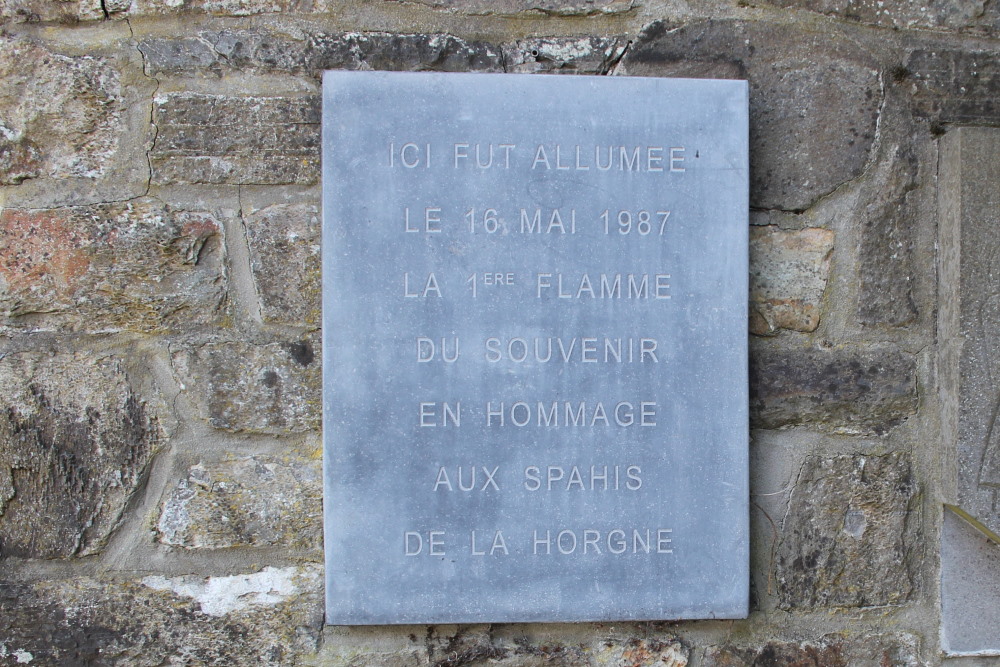 ICI FUT ALLUMEE
LE 16 MAI 1987
LA 1ERE FLAMME
DU SOUVENIR
EN HOMMAGE
AUX SPAHIS
DE LA HORGNE